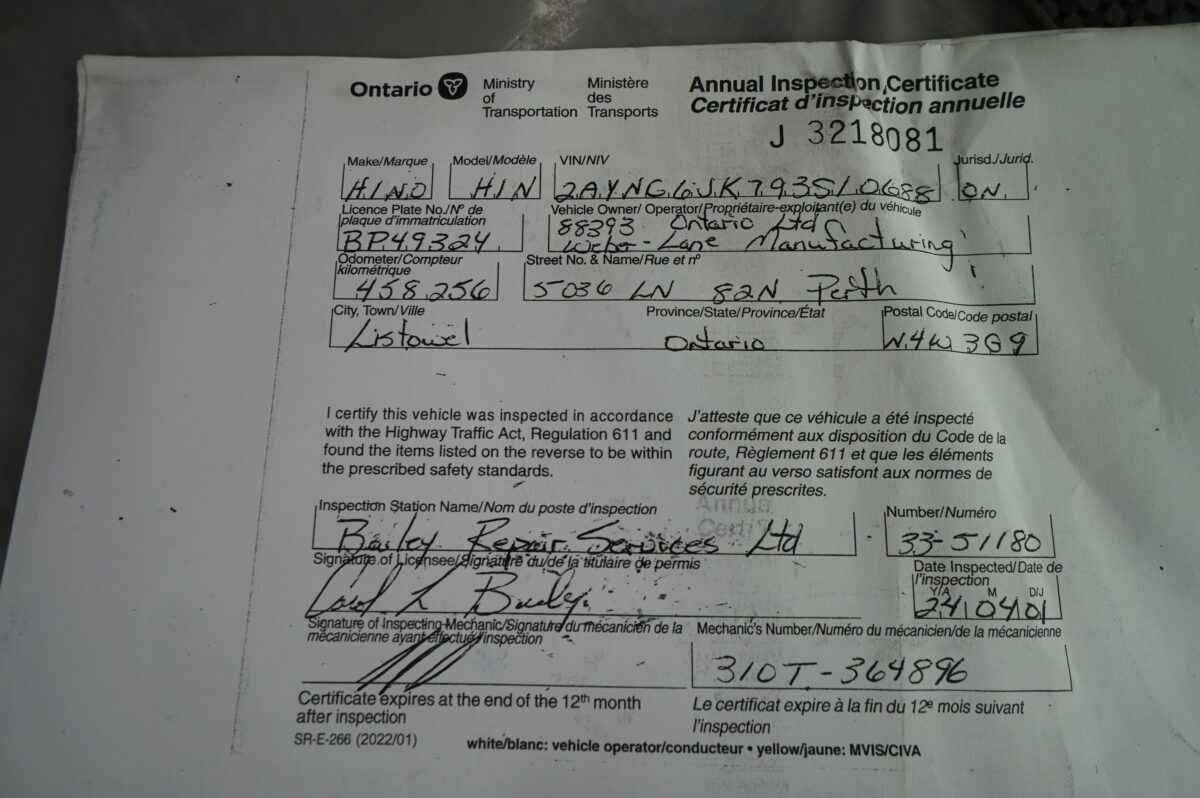 Ontario Ministry of Transportation Ministère des Transports
Annual Inspection Certificate
Certificat d'inspection annuelle
J 3218081
Make/Marque Model/Modèle VIN/NIV Jurisd./Jurid.
HINO HIN 2AYNG6JK793S10688 ON
Licence Plate No./Nº de plaque d'immatriculation Vehicle Owner/ Operator/Propriétaire-exploitant(e) du véhicule
BP49324 88393 Ontario Ltd
Weber-Lane Manufacturing
Odometer/Compteur kilométrique Street No. & Name/Rue et nº
458256 5036 LN 82N Perth
City, Town/Ville Province/State/Province/État Postal Code/Code postal
Listowel Ontario N4W 3G9
I certify this vehicle was inspected in accordance
with the Highway Traffic Act, Regulation 611 and
found the items listed on the reverse to be within
the prescribed safety standards.
J'atteste que ce véhicule a été inspecté
conformément aux disposition du Code de la
route, Règlement 611 et que les éléments
figurant au verso satisfont aux normes de
sécurité prescrites.
Inspection Station Name/Nom du poste d'inspection Number/Numéro
Bailey Repair Services Ltd 33-51180
Signature of Licensee/Signature du/de la titulaire de permis Date Inspected/Date de l'inspection
Y/A M D/J
24 04 01
Signature of Inspecting Mechanic/Signature du mécanicien de la mécanicienne ayant effectué l'inspection Mechanic's Number/Numéro du mécanicien/de la mécanicienne
310T-364896
Certificate expires at the end of the 12th month
after inspection
Le certificat expire à la fin du 12e mois suivant
l'inspection
SR-E-266 (2022/01) white/blanc: vehicle operator/conducteur • yellow/jaune: MVIS/CIVA